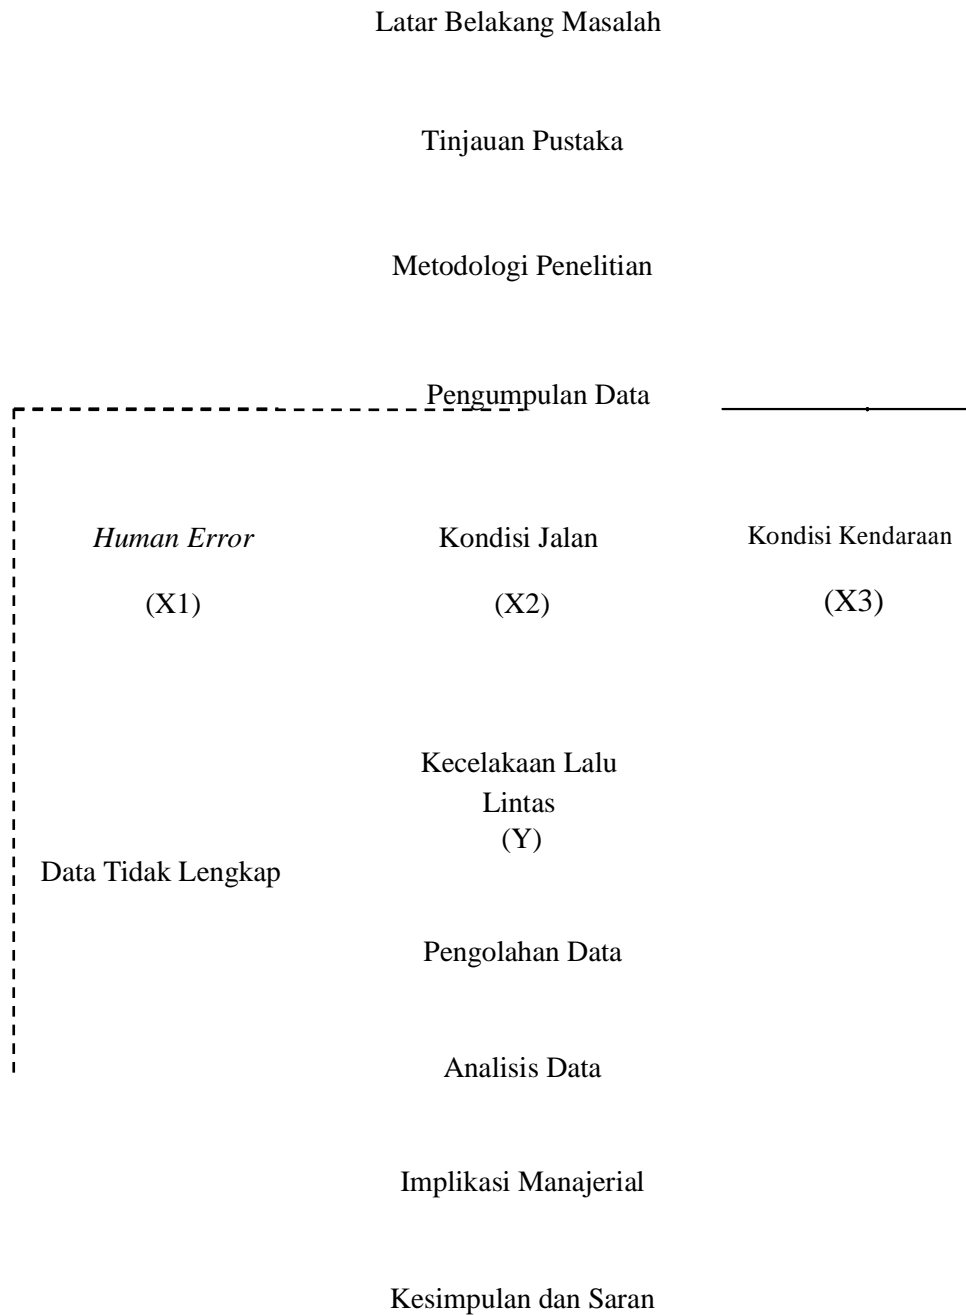 Latar Belakang Masalah
Tinjauan Pustaka
Metodologi Penelitian
Pengumpulan Data
Human Error
(X1)
Kondisi Jalan
(X2)
Kondisi Kendaraan
(X3)
Kecelakaan Lalu
Lintas
(Y)
Data Tidak Lengkap
Pengolahan Data
Analisis Data
Implikasi Manajerial
Kesimpulan dan Saran